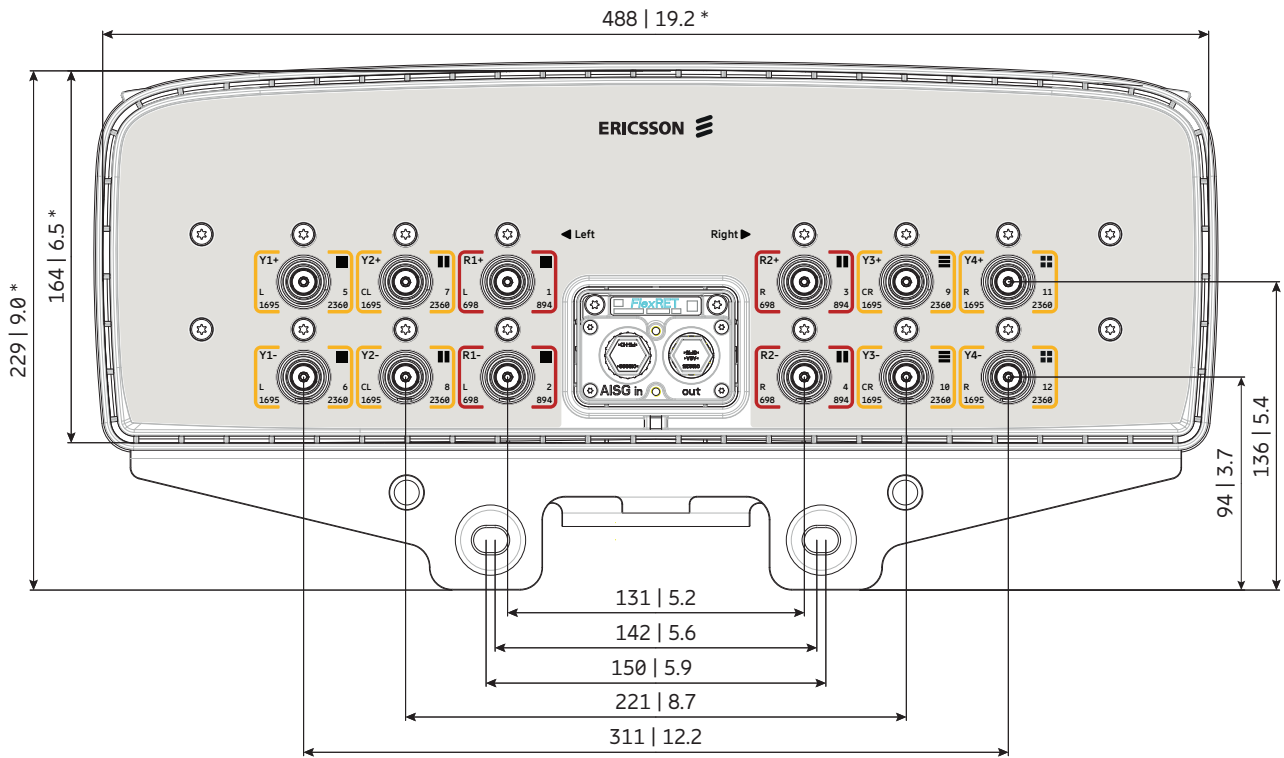 488 | 19.2 *
ERICSSON
Left
Right
229 | 9.0 *
164 | 6.5 *
Y1+
L 5
1695 2360
Y2+
CL 7
1695 2360
R1+
L 1
698 894
R2+
R 3
698 894
Y3+
CR 9
1695 2360
Y4+
R 11
1695 2360
FlexRET
AISG in out
Y1-
L 6
1695 2360
Y2-
CL 8
1695 2360
R1-
L 2
698 894
R2-
R 4
698 894
Y3-
CR 10
1695 2360
Y4-
R 12
1695 2360
94 | 3.7
136 | 5.4
131 | 5.2
142 | 5.6
150 | 5.9
221 | 8.7
311 | 12.2